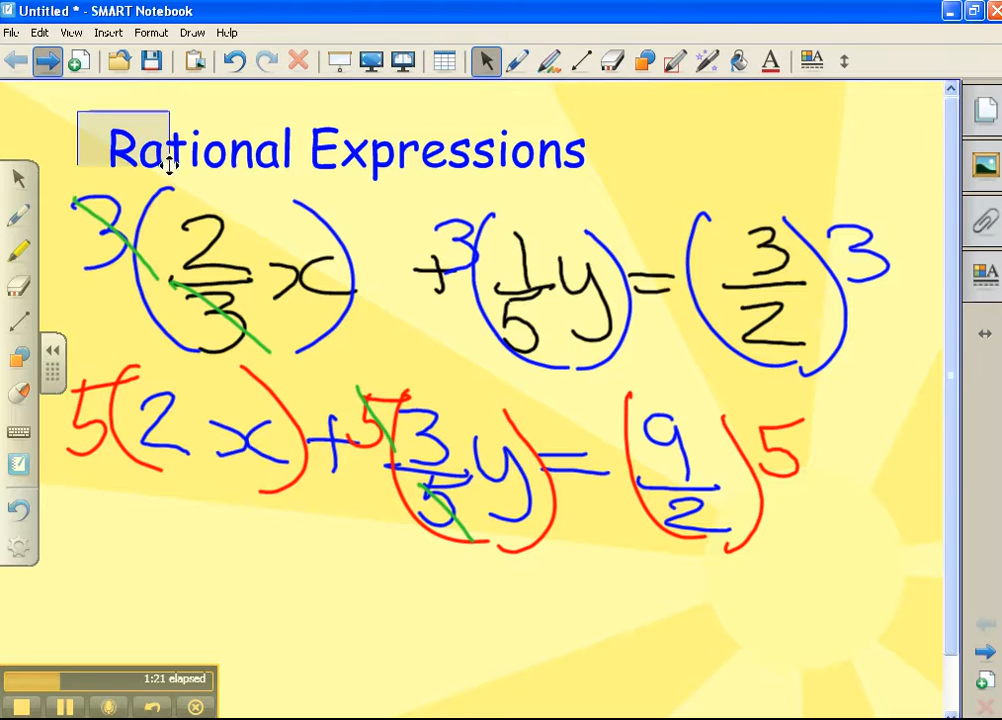 Untitled * - SMART Notebook
File Edit View Insert Format Draw Help
Rational Expressions
3(2/3 x) + 3(1/5 y) = (3/2)3
5(2x) + 5(3/5 y) = (9/2)5
1:21 elapsed